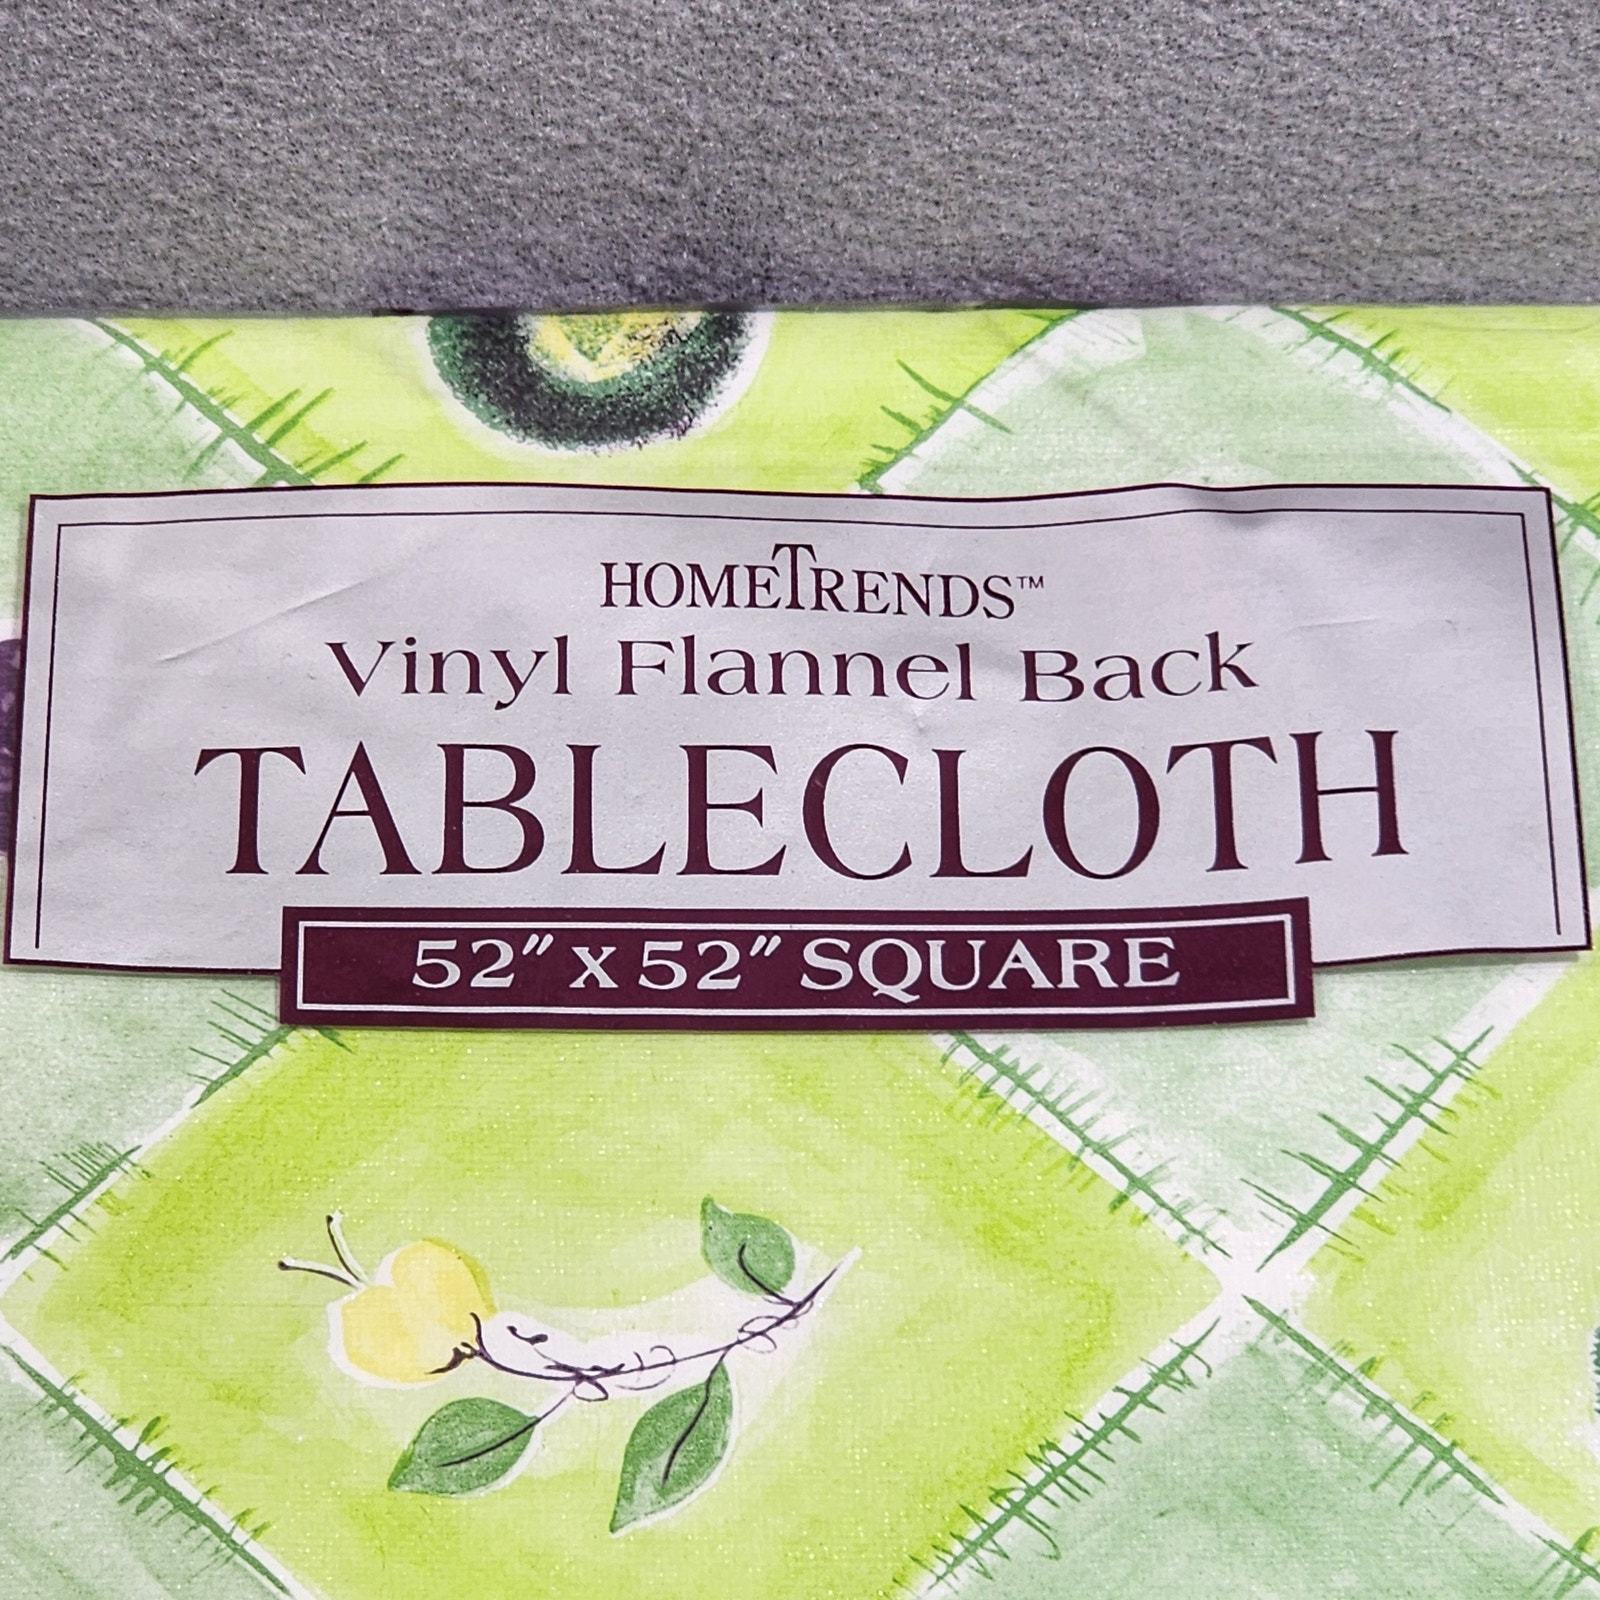 HOMETRENDS™
Vinyl Flannel Back
TABLECLOTH
52" x 52" SQUARE